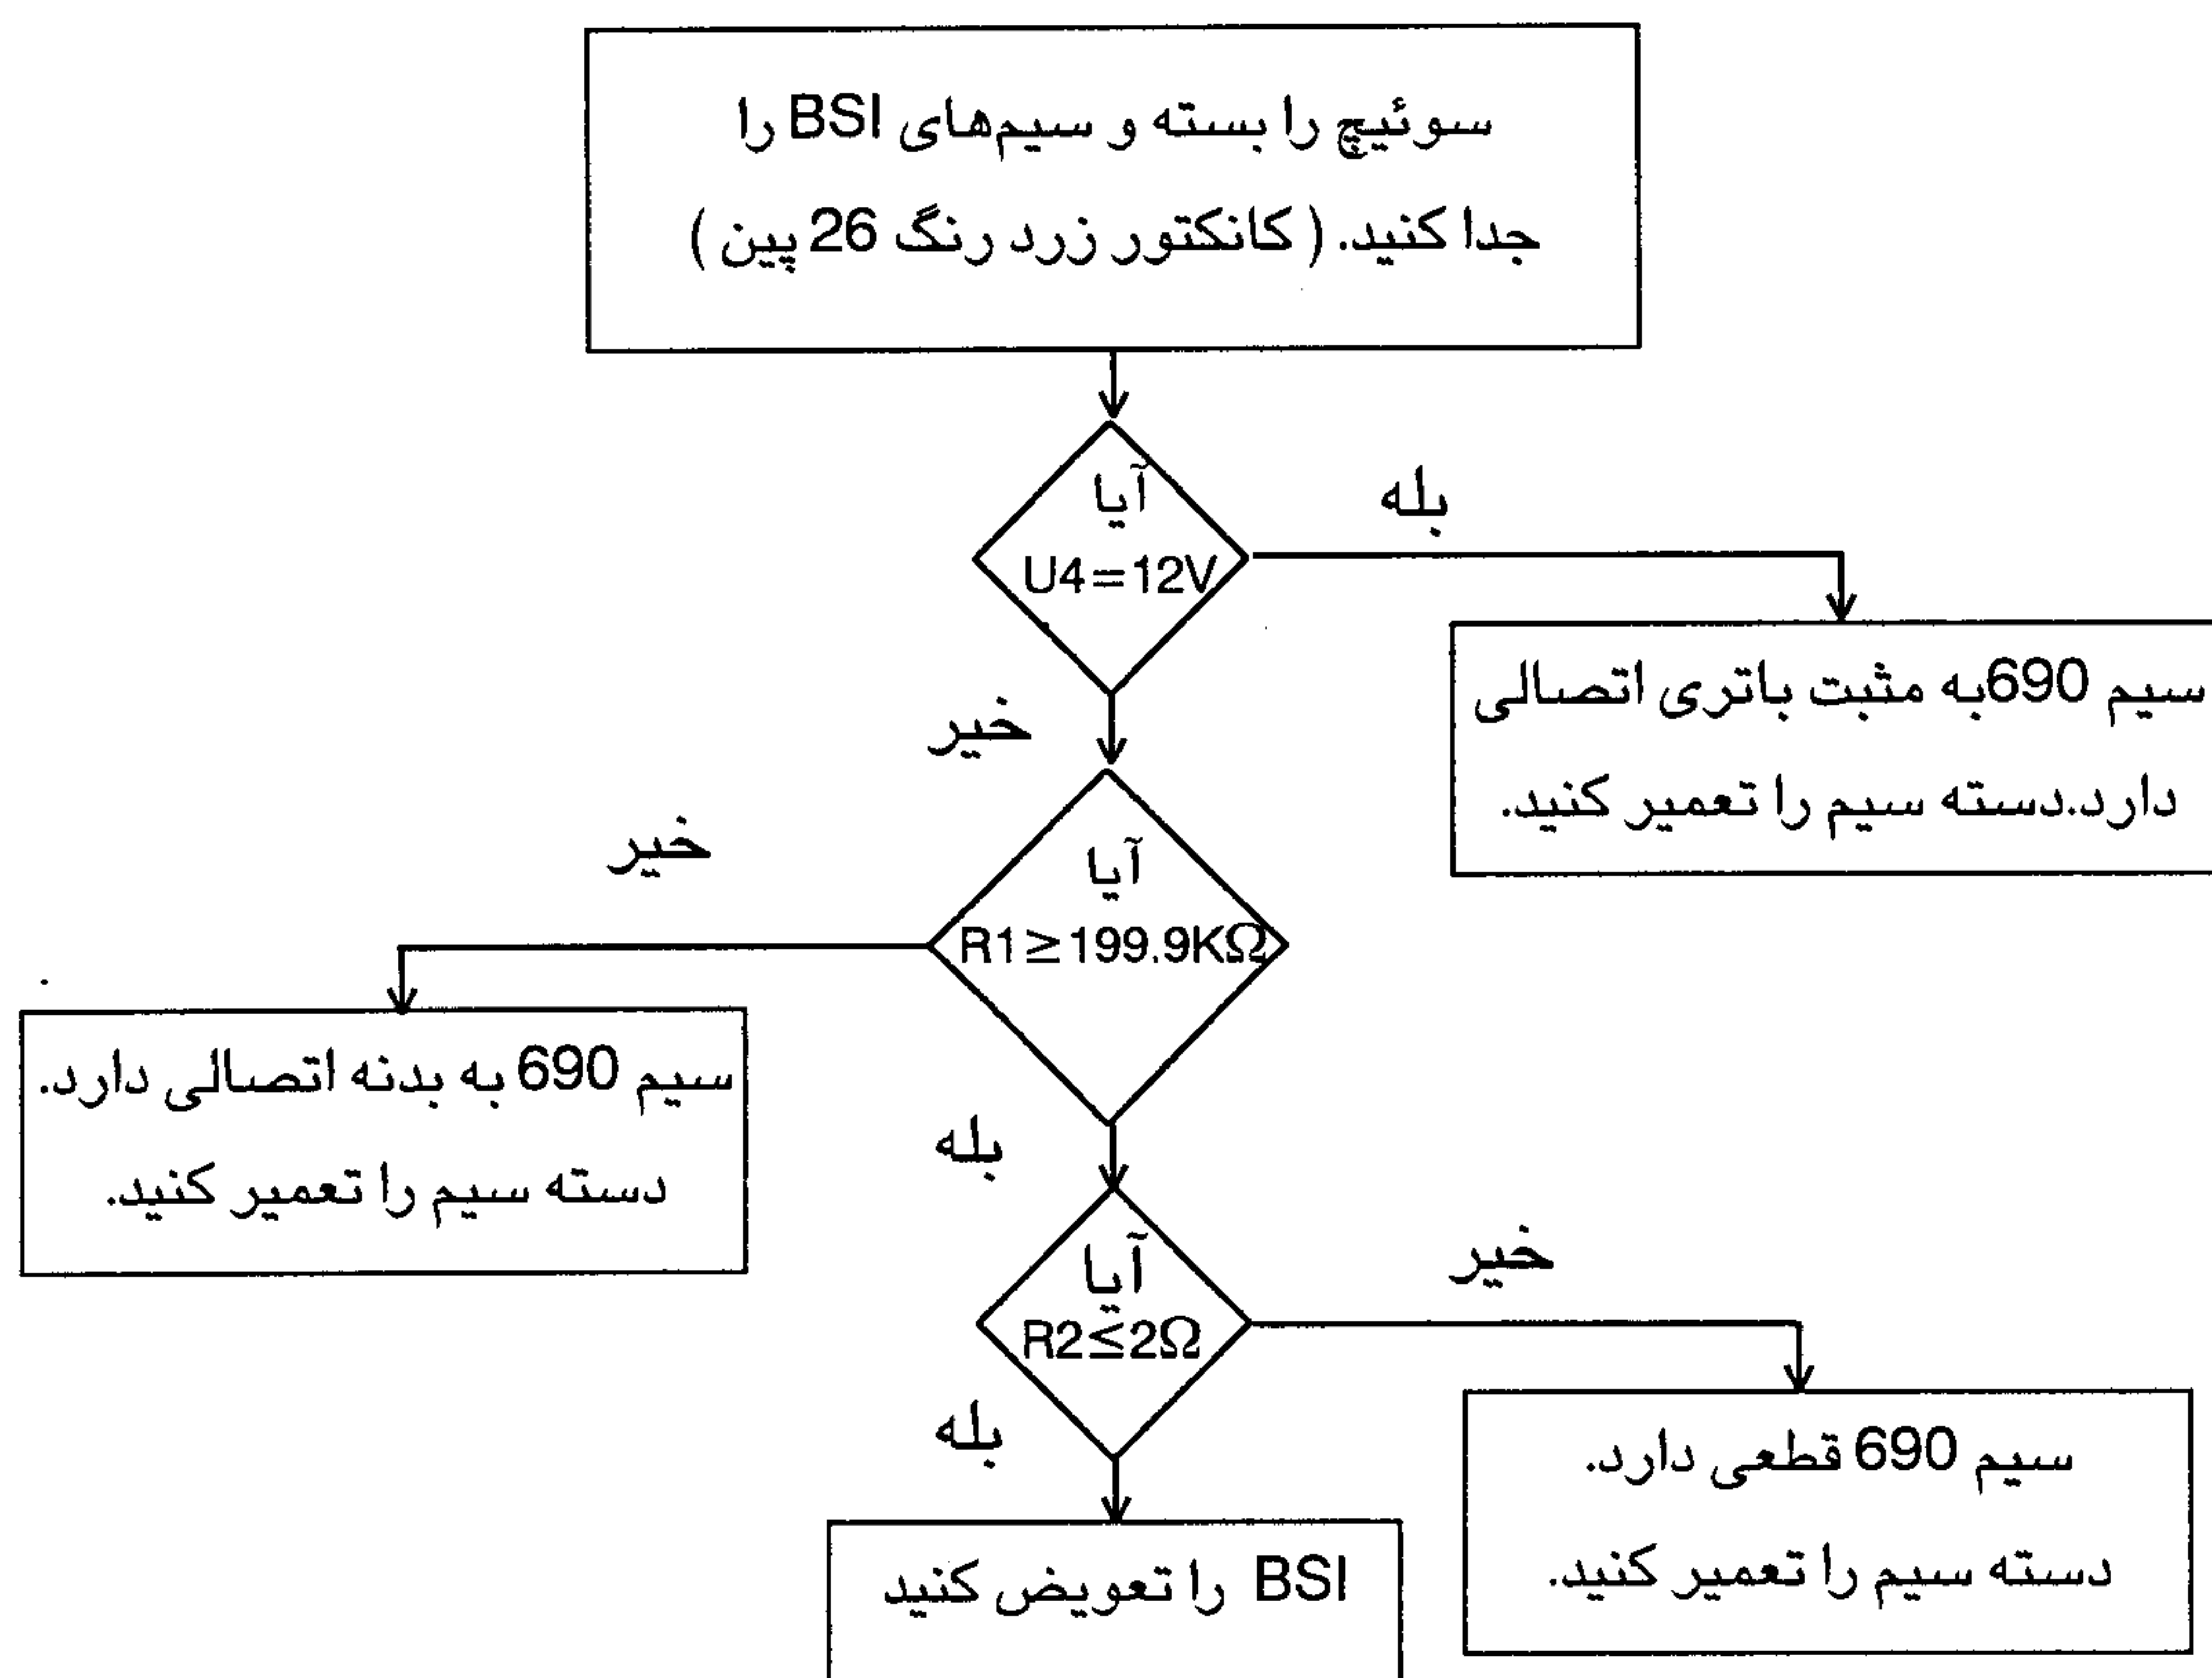 سوئیچ را بسته و سیم‌های BSI را
جدا کنید. ( کانکتور زرد رنگ 26 پین )
آیا
U4=12V
بله
سیم 690به مثبت باتری اتصالی
دارد.دسته سیم را تعمیر کنید.
خیر
آیا
R1≥199.9KΩ
خیر
سیم 690 به بدنه اتصالی دارد.
دسته سیم را تعمیر کنید.
بله
آیا
R2≤2Ω
خیر
سیم 690 قطعی دارد.
دسته سیم را تعمیر کنید.
بله
BSI را تعویض کنید